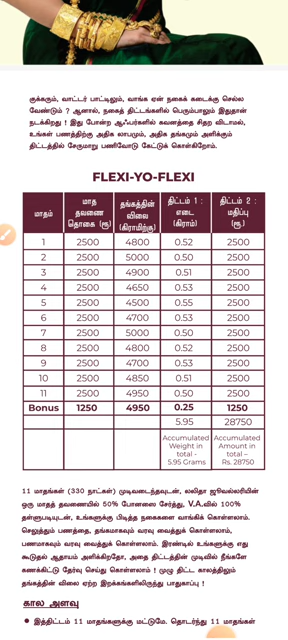 குக்கரும், வாட்டர் பாட்டிலும், வாங்க ஏன் நகைக் கடைக்கு செல்ல
வேண்டும் ? ஆனால், நகைத் திட்டங்களில் பெரும்பாலும் இதுதான்
நடக்கிறது ! இது போன்ற ஆஃபர்களில் கவனத்தை சிதற விடாமல்,
உங்கள் பணத்திற்கு அதிக லாபமும், அதிக தங்கமும் அளிக்கும்
திட்டத்தில் சேருமாறு பணிவோடு கேட்டுக் கொள்கிறோம்.
FLEXI-YO-FLEXI
மாதம் மாத தவணை தொகை (ரூ) தங்கத்தின் விலை (கிராமிற்கு) திட்டம் 1 : எடை (கிராம்) திட்டம் 2 : மதிப்பு (ரூ.)
1 2500 4800 0.52 2500
2 2500 5000 0.50 2500
3 2500 4900 0.51 2500
4 2500 4650 0.53 2500
5 2500 4500 0.55 2500
6 2500 4700 0.53 2500
7 2500 5000 0.50 2500
8 2500 4800 0.52 2500
9 2500 4700 0.53 2500
10 2500 4850 0.51 2500
11 2500 4950 0.50 2500
Bonus 1250 4950 0.25 1250
5.95 28750
Accumulated Weight in total - 5.95 Grams Accumulated Amount in total – Rs. 28750
11 மாதங்கள் (330 நாட்கள்) முடிவடைந்தவுடன், லலிதா ஜுவல்லரியின்
ஒரு மாதத் தவணையில் 50% போனஸை சேர்த்து, V.A.வில் 100%
தள்ளுபடியுடன், உங்களுக்கு பிடித்த நகைகளை வாங்கிக் கொள்ளலாம்.
செலுத்தும் பணத்தை, தங்கமாகவும் வரவு வைத்துக் கொள்ளலாம்,
பணமாகவும் வரவு வைத்துக் கொள்ளலாம். இரண்டில் உங்களுக்கு எது
கூடுதல் ஆதாயம் அளிக்கிறதோ, அதை திட்டத்தின் முடிவில் நீங்களே
கணக்கிட்டு தேர்வு செய்து கொள்ளலாம் ! முழு திட்ட காலத்திலும்
தங்கத்தின் விலை ஏற்ற இறக்கங்களிலிருந்து பாதுகாப்பு !
கால அளவு
• இத்திட்டம் 11 மாதங்களுக்கு மட்டுமே. தொடர்ந்து 11 மாதங்கள்